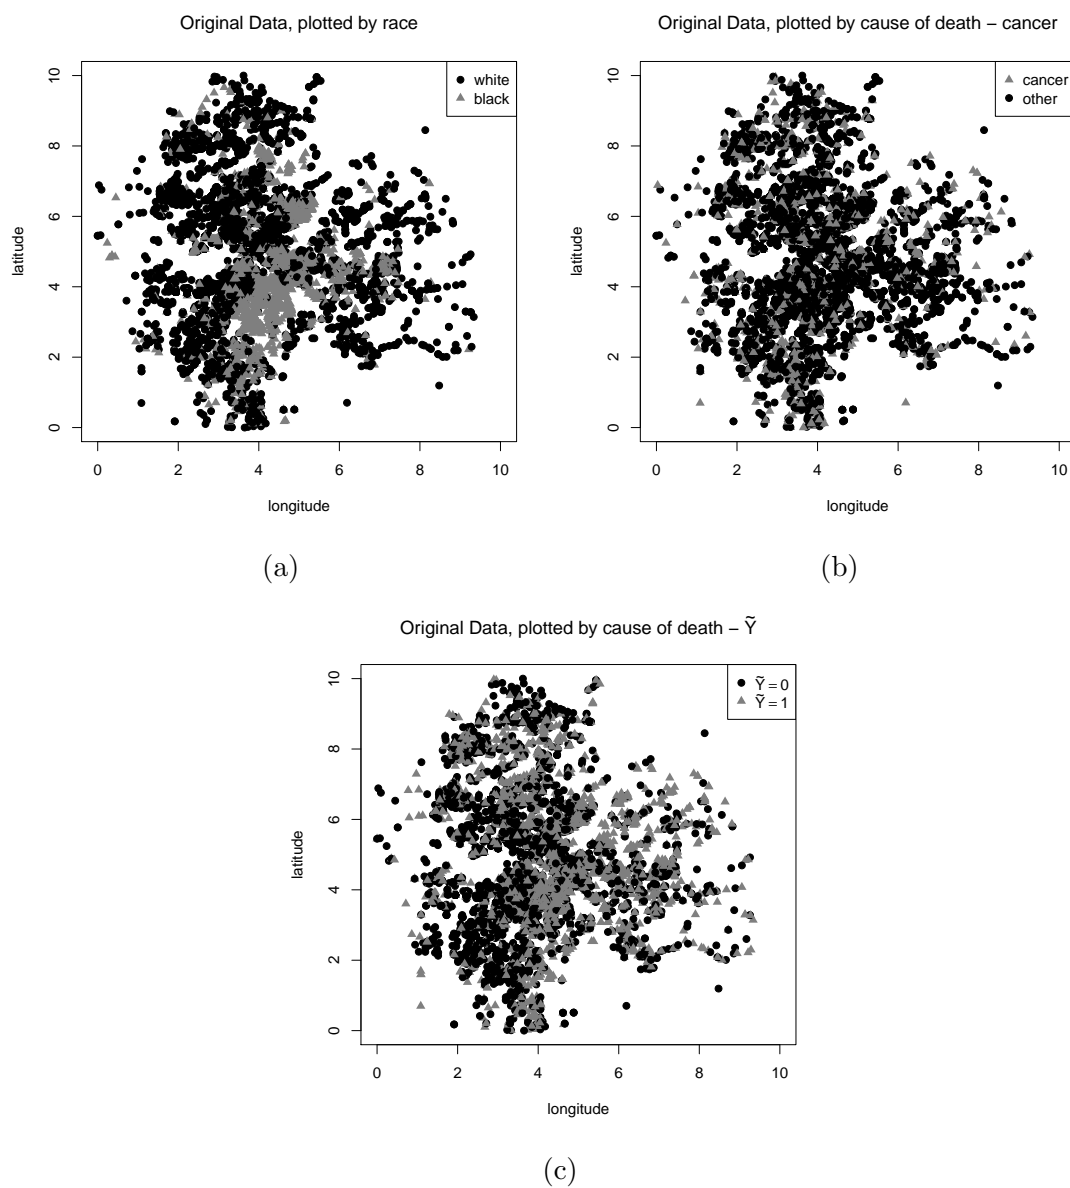 Original Data, plotted by race
white
black
latitude
0 2 4 6 8 10
0 2 4 6 8 10
longitude
(a)
Original Data, plotted by cause of death − cancer
cancer
other
latitude
0 2 4 6 8 10
0 2 4 6 8 10
longitude
(b)
Original Data, plotted by cause of death − Ỹ
Ỹ = 0
Ỹ = 1
latitude
0 2 4 6 8 10
0 2 4 6 8 10
longitude
(c)